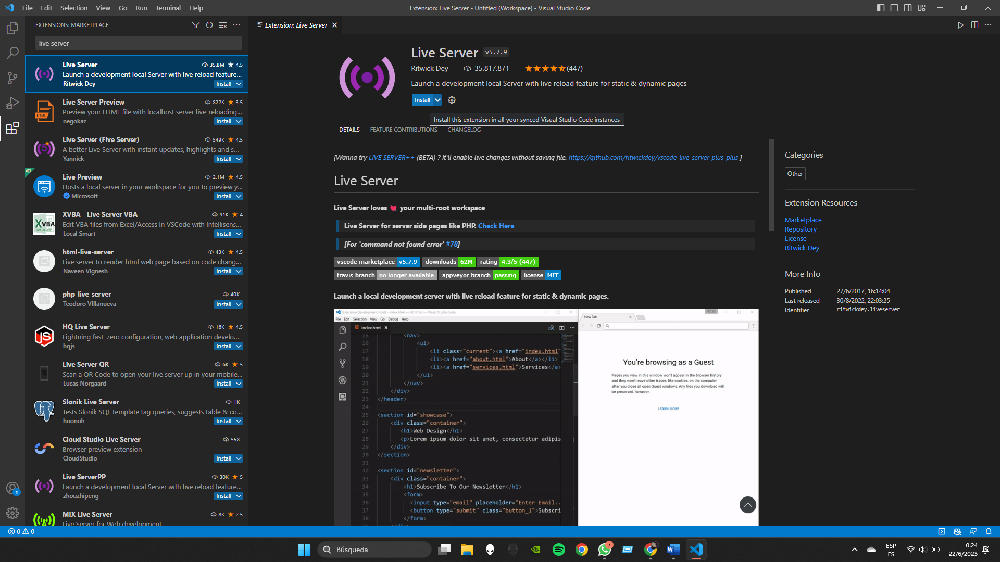 File Edit Selection View Go Run Terminal Help
Extension: Live Server - Untitled (Workspace) - Visual Studio Code
EXTENSIONS: MARKETPLACE
live server
Live Server 35.8M ★ 4.5
Launch a development local Server with live reload feature...
Ritwick Dey Install
Live Server Preview 822K ★ 3.5
Preview your HTML file with localhost server live-reloading...
negokaz Install
Live Server (Five Server) 549K ★ 4.5
A better Live Server with instant updates, highlights and s...
Yannick Install
Live Preview 2.1M ★ 4.5
Hosts a local server in your workspace for you to preview y...
Microsoft Install
XVBA
XVBA - Live Server VBA 91K ★ 4
Edit VBA files from Excel/Access In VSCode with Intellisens...
Local Smart Install
html-live-server 43K ★ 4.5
Live server to render html web page based on code chang...
Naveen Vignesh Install
php-live-server 40K
Teodoro VIllanueva Install
HQ Live Server 16K ★ 4.5
Lightning fast, zero configuration, web application develo...
hqjs Install
Live Server QR 6K ★ 5
Scan a QR Code to open your live server up in your mobile...
Lucas Norgaard Install
Slonik Live Server 1K
Tests Slonik SQL template tag queries, suggests table & co...
hoonoh Install
Cloud Studio Live Server 558
Browser preview extension
CloudStudio Install
Live ServerPP 30K ★ 5
Launch a development local Server with live reload feature...
zhouzhipeng Install
MIX Live Server 8K ★ 2.5
Live Server for Web development
Extension: Live Server
Live Server v5.7.9
Ritwick Dey 35.817.871 ★★★★★ (447)
Launch a development local Server with live reload feature for static & dynamic pages
Install
Install this extension in all your synced Visual Studio Code instances
DETAILS FEATURE CONTRIBUTIONS CHANGELOG
[Wanna try LIVE SERVER++ (BETA) ? It'll enable live changes without saving file. https://github.com/ritwickdey/vscode-live-server-plus-plus ]
Live Server
Live Server loves 💘 your multi-root workspace
Live Server for server side pages like PHP. Check Here
[For 'command not found error' #78]
vscode marketplace v5.7.9 downloads 62M rating 4.3/5 (447)
travis branch no longer available appveyor branch passing license MIT
Launch a local development server with live reload feature for static & dynamic pages.
[Extension Development Host] - index.html — HtmlTest — Visual Studio Code
File Edit Selection View Go Debug Help
index.html
15 <nav>
16 <ul>
17 <li class="current"><a href="index.html"
18 <li><a href="about.html">About</a></li>
19 <li><a href="services.html">Services</a>
20 </ul>
21 </nav>
22 </div>
23 </header>
24
25 <section id="showcase">
26 <div class="container">
27 <h1>Web Design</h1>
28 <p>Lorem ipsum dolor sit amet, consectetur adipis
29 </div>
30 </section>
31
32 <section id="newsletter">
33 <div class="container">
34 <h1>Subscribe To Our Newsletter</h1>
35 <form>
36 <input type="email" placeholder="Enter Email..
37 <button type="submit" class="button_1">Subscri
38 </form>
New Tab
You're browsing as a Guest
Pages you view in this window won't appear in the browser history
and they won't leave other traces, like cookies, on the computer
after you close all open Guest windows. Any files you download will
be preserved, however.
LEARN MORE
Categories
Other
Extension Resources
Marketplace
Repository
License
Ritwick Dey
More Info
Published 27/6/2017, 16:14:04
Last released 30/8/2022, 22:03:25
Identifier ritwickdey.liveserver
1
0 0
Búsqueda
7
ESP
ES
0:24
22/6/2023